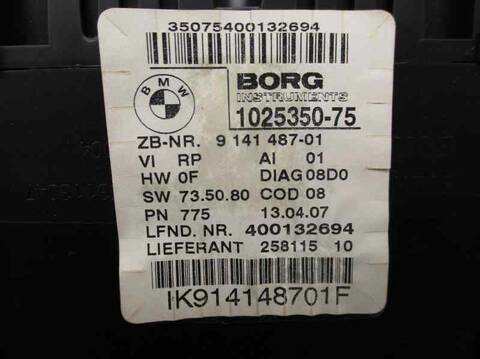 35075400132694
BMW
BORG
INSTRUMENTS
1025350-75
ZB-NR. 9 141 487-01
VI RP AI 01
HW 0F DIAG 08D0
SW 73.50.80 COD 08
PN 775 13.04.07
LFND. NR. 400132694
LIEFERANT 258115 10
IK914148701F